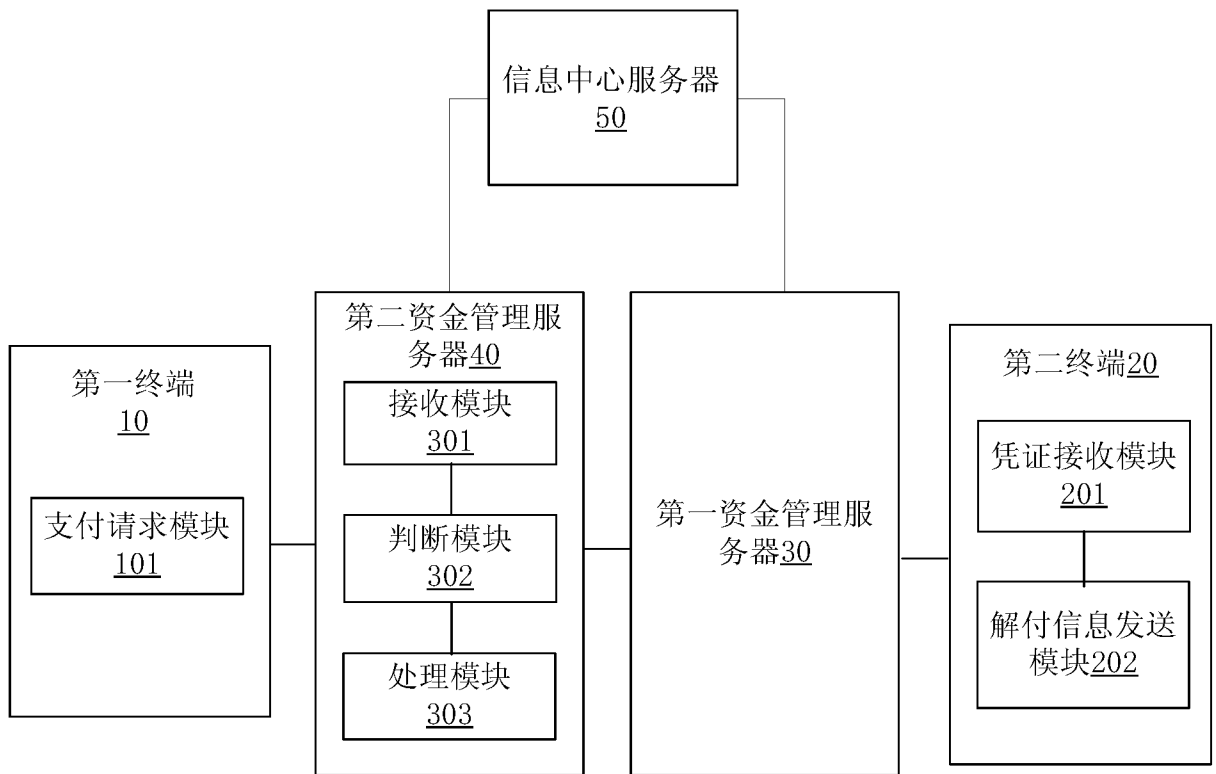 信息中心服务器
50
第一终端
10
支付请求模块
101
第二资金管理服
务器40
接收模块
301
判断模块
302
处理模块
303
第一资金管理服
务器30
第二终端20
凭证接收模块
201
解付信息发送
模块202